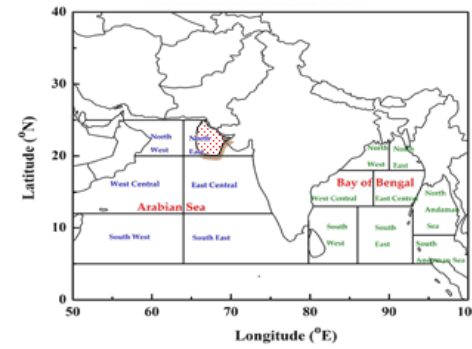 40
30
20
10
0
Latitude (°N)
North
West
North
East
West Central
East Central
Arabian Sea
South West
South East
North
West
North
East
Bay of Bengal
West Central
East Central
North
Andaman
Sea
South
West
South
East
South
Andaman Sea
50
60
70
80
90
100
Longitude (°E)